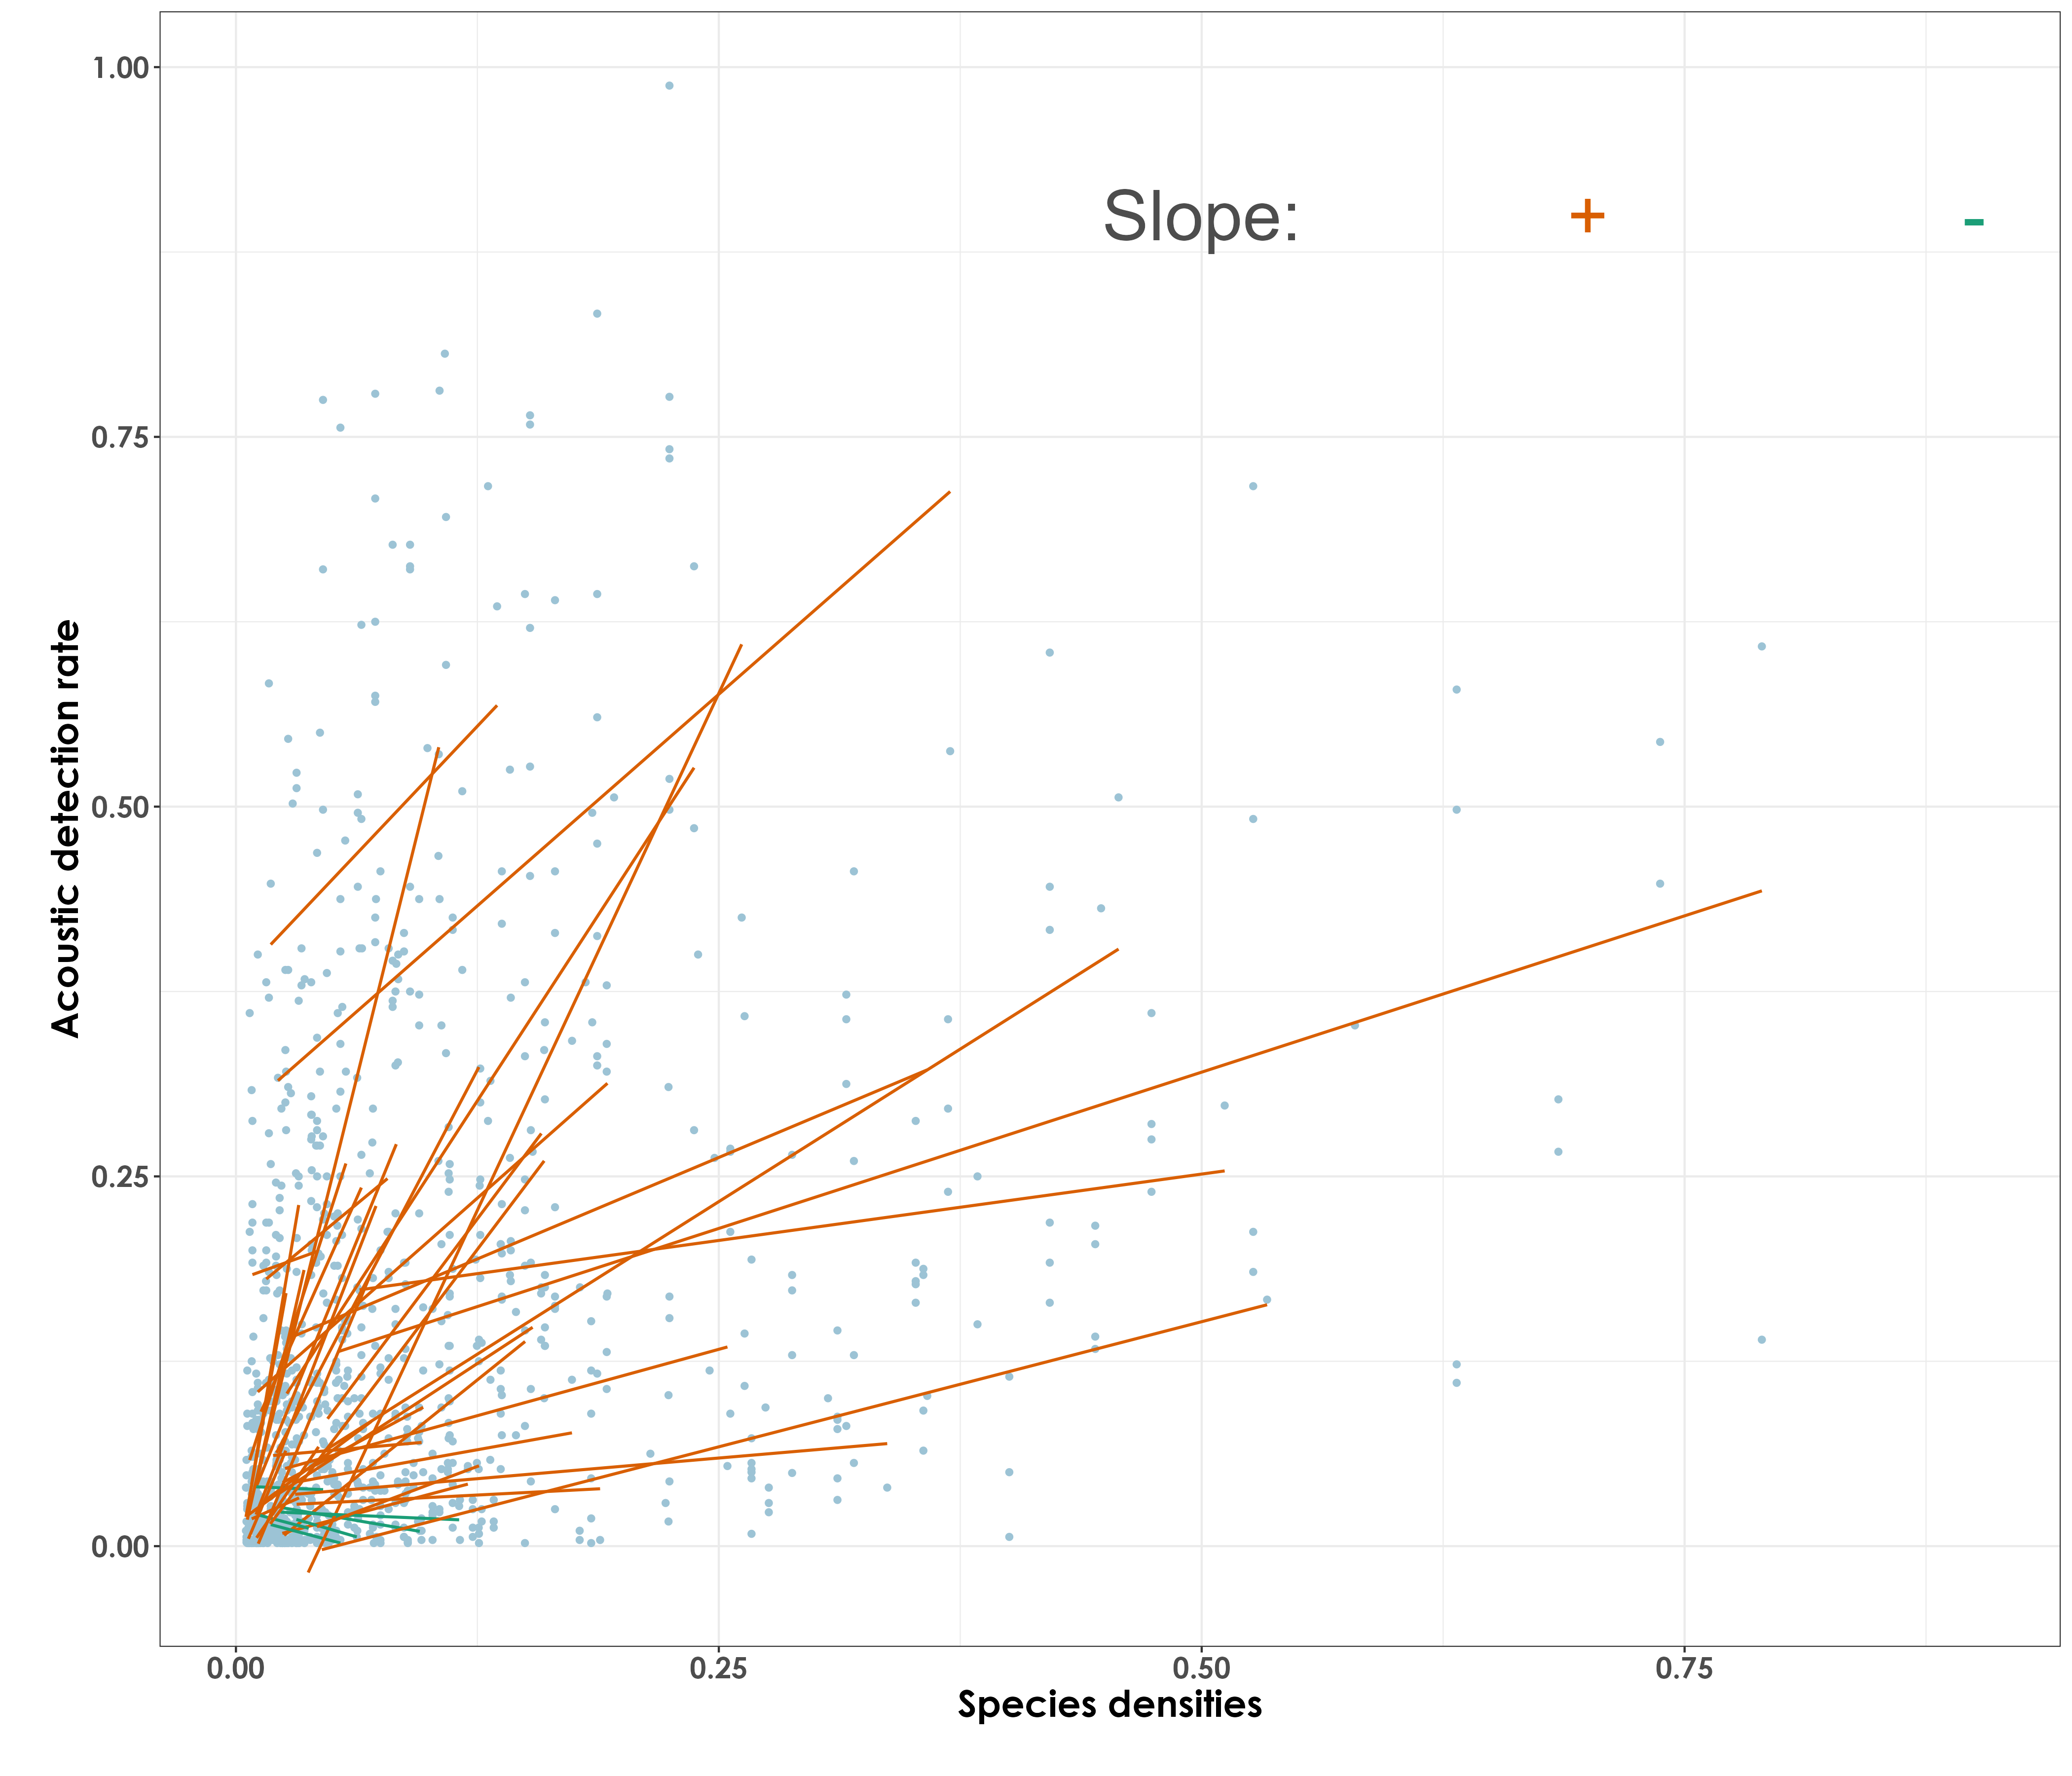 1.00
Slope: + -
0.75
Acoustic detection rate
0.50
0.25
0.00
0.00 0.25 0.50 0.75
Species densities